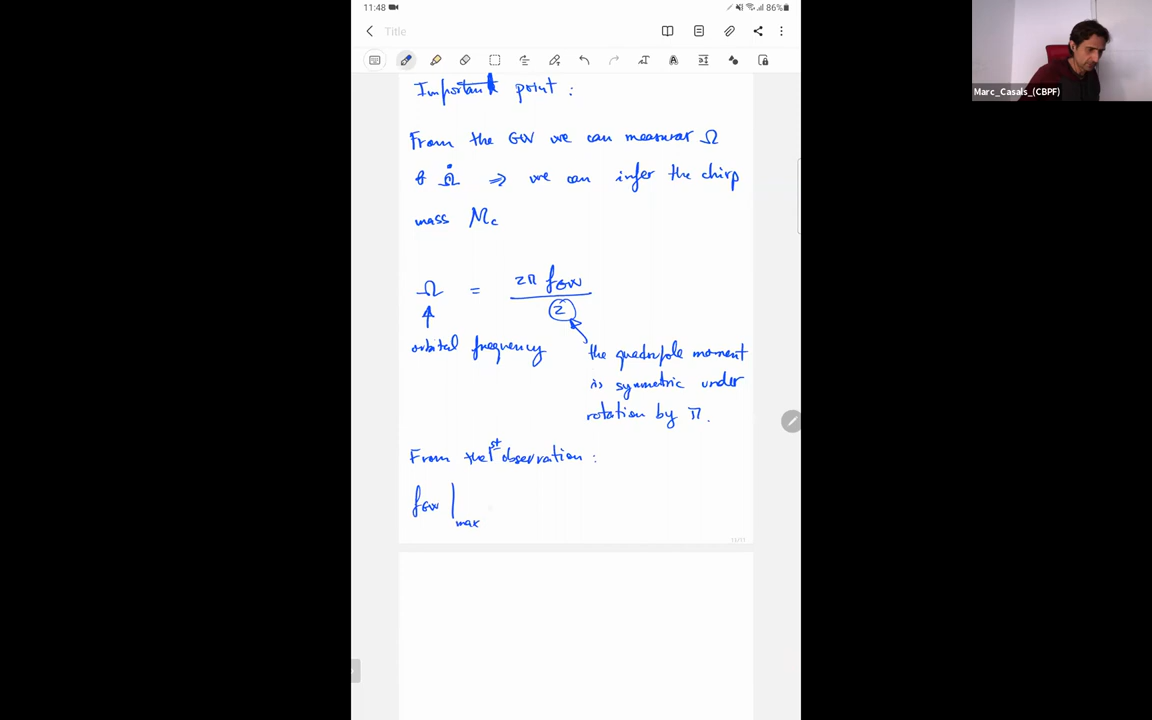 11:48
86%
Title
Marc_Casals_(CBPF)
Important point :
From the GW we can measure Ω
& Ω̇ ⇒ we can infer the chirp
mass Mc
Ω = 2π fGW / 2
orbital frequency
the quadrupole moment
is symmetric under
rotation by π.
From the 1st observation :
fGW |max
11/11